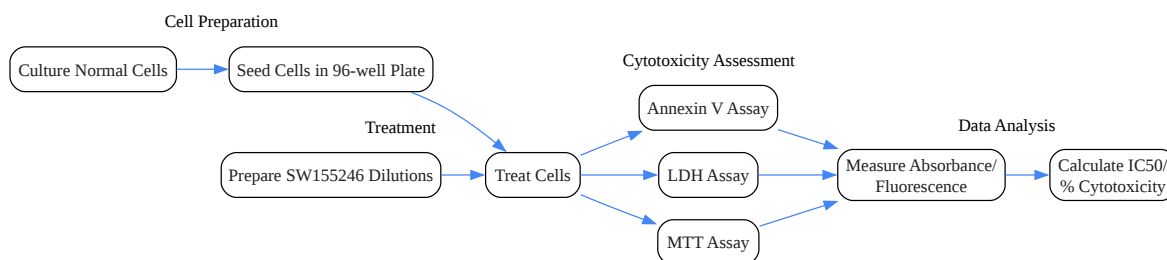 Cell Preparation
Culture Normal Cells
Seed Cells in 96-well Plate
Treatment
Prepare SW155246 Dilutions
Treat Cells
Cytotoxicity Assessment
Annexin V Assay
LDH Assay
MTT Assay
Data Analysis
Measure Absorbance/
Fluorescence
Calculate IC50/
% Cytotoxicity